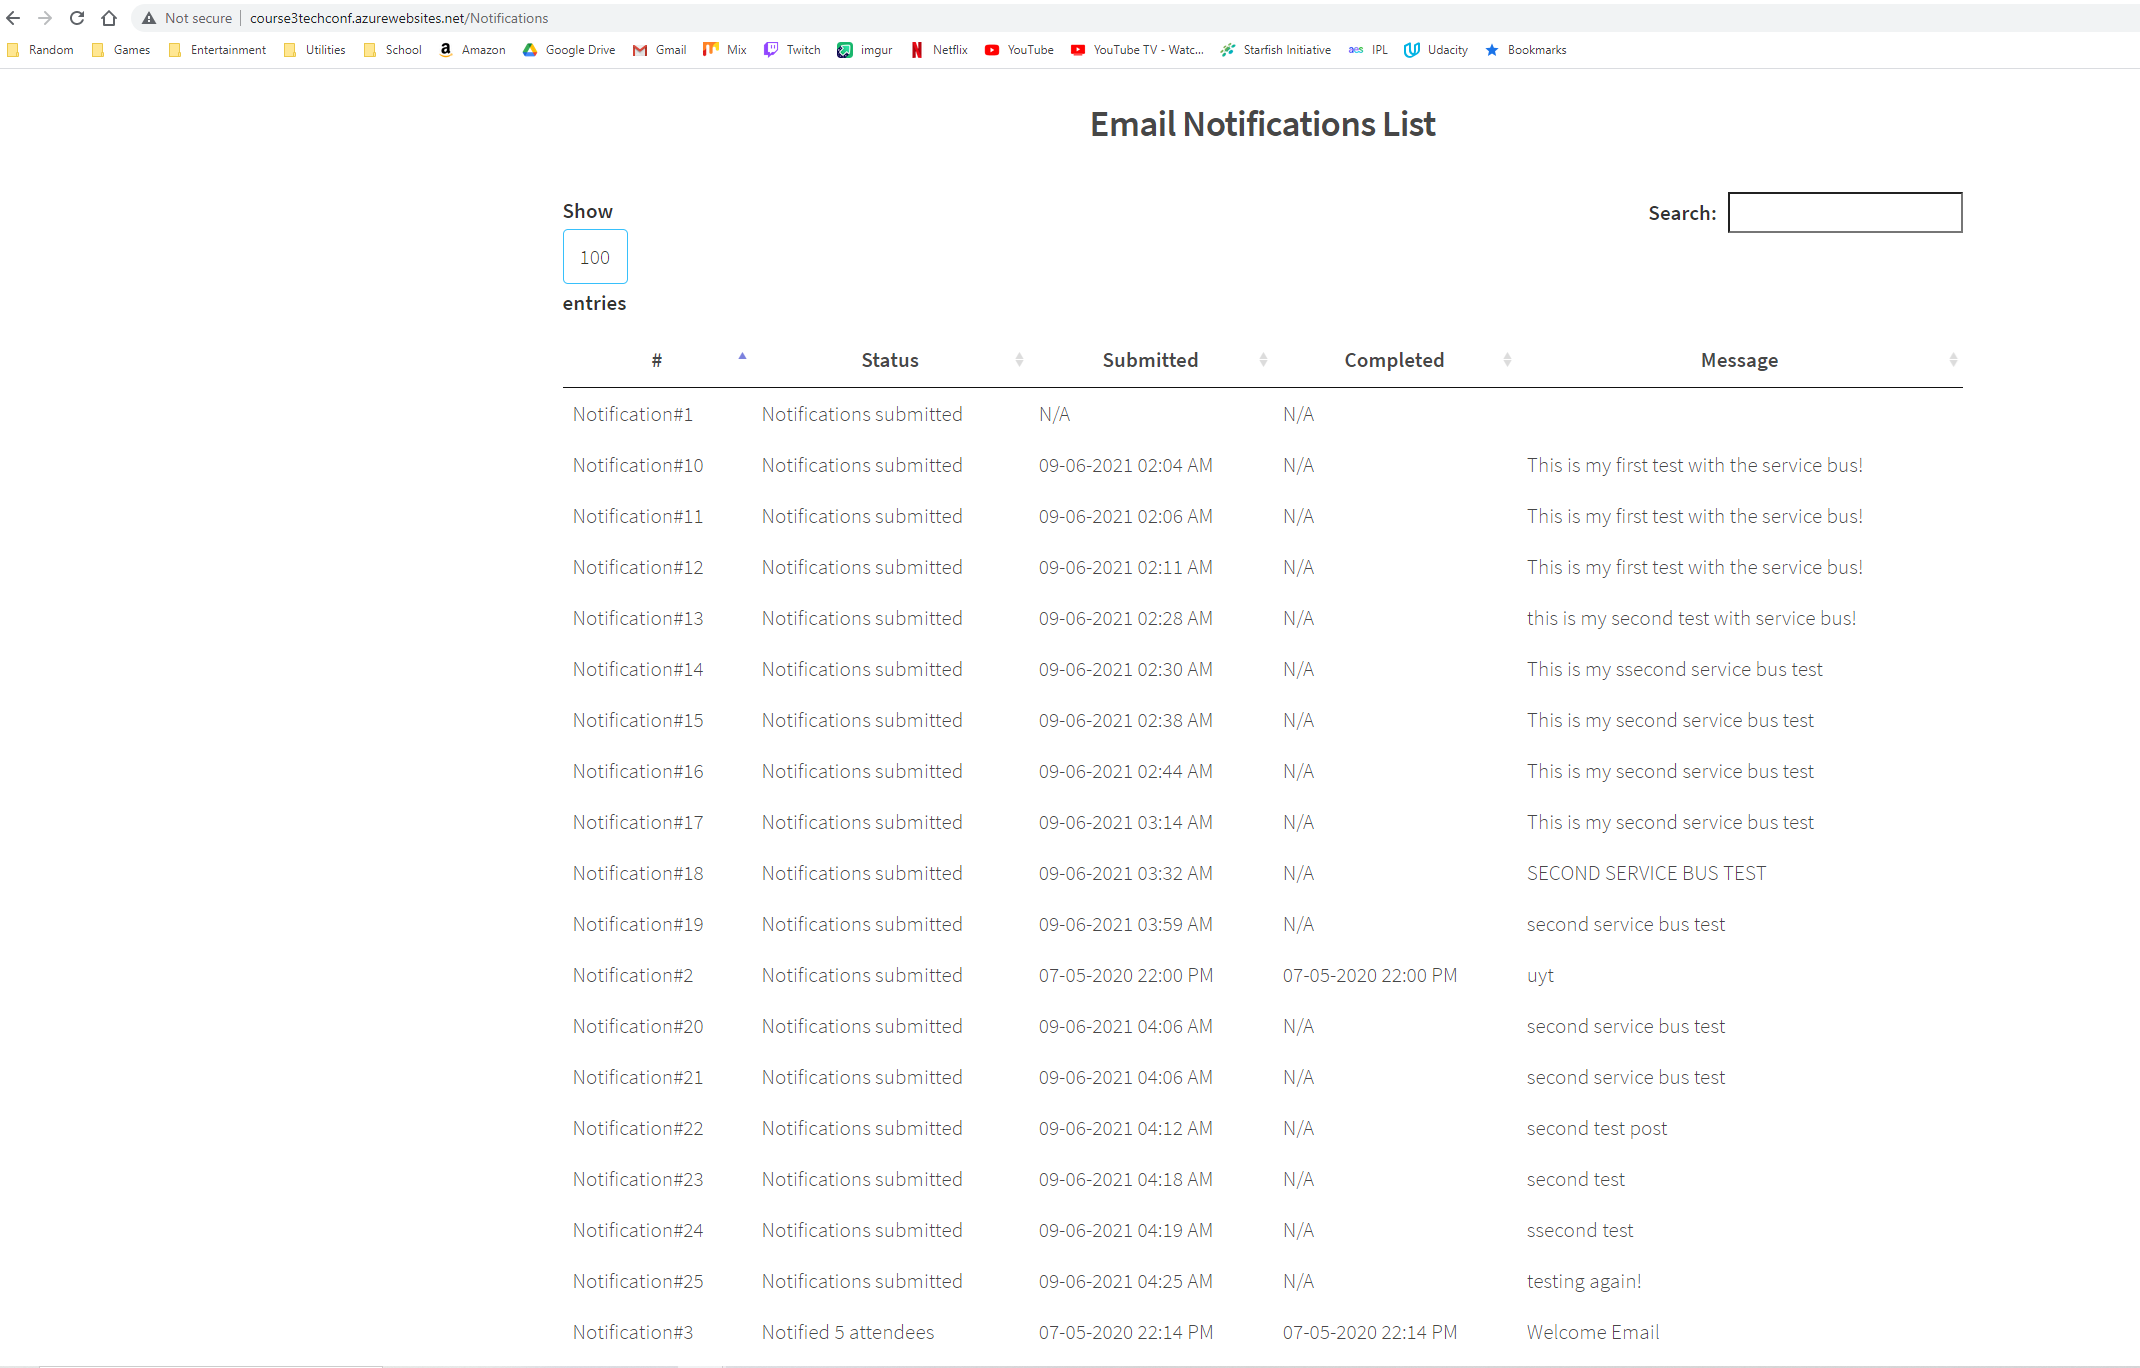 Not secure | course3techconf.azurewebsites.net/Notifications
Random Games Entertainment Utilities School Amazon Google Drive Gmail Mix Twitch imgur Netflix YouTube YouTube TV - Watc... Starfish Initiative aes IPL Udacity Bookmarks
Email Notifications List
Show
Search:
100
entries
# Status Submitted Completed Message
Notification#1 Notifications submitted N/A N/A
Notification#10 Notifications submitted 09-06-2021 02:04 AM N/A This is my first test with the service bus!
Notification#11 Notifications submitted 09-06-2021 02:06 AM N/A This is my first test with the service bus!
Notification#12 Notifications submitted 09-06-2021 02:11 AM N/A This is my first test with the service bus!
Notification#13 Notifications submitted 09-06-2021 02:28 AM N/A this is my second test with service bus!
Notification#14 Notifications submitted 09-06-2021 02:30 AM N/A This is my ssecond service bus test
Notification#15 Notifications submitted 09-06-2021 02:38 AM N/A This is my second service bus test
Notification#16 Notifications submitted 09-06-2021 02:44 AM N/A This is my second service bus test
Notification#17 Notifications submitted 09-06-2021 03:14 AM N/A This is my second service bus test
Notification#18 Notifications submitted 09-06-2021 03:32 AM N/A SECOND SERVICE BUS TEST
Notification#19 Notifications submitted 09-06-2021 03:59 AM N/A second service bus test
Notification#2 Notifications submitted 07-05-2020 22:00 PM 07-05-2020 22:00 PM uyt
Notification#20 Notifications submitted 09-06-2021 04:06 AM N/A second service bus test
Notification#21 Notifications submitted 09-06-2021 04:06 AM N/A second service bus test
Notification#22 Notifications submitted 09-06-2021 04:12 AM N/A second test post
Notification#23 Notifications submitted 09-06-2021 04:18 AM N/A second test
Notification#24 Notifications submitted 09-06-2021 04:19 AM N/A ssecond test
Notification#25 Notifications submitted 09-06-2021 04:25 AM N/A testing again!
Notification#3 Notified 5 attendees 07-05-2020 22:14 PM 07-05-2020 22:14 PM Welcome Email